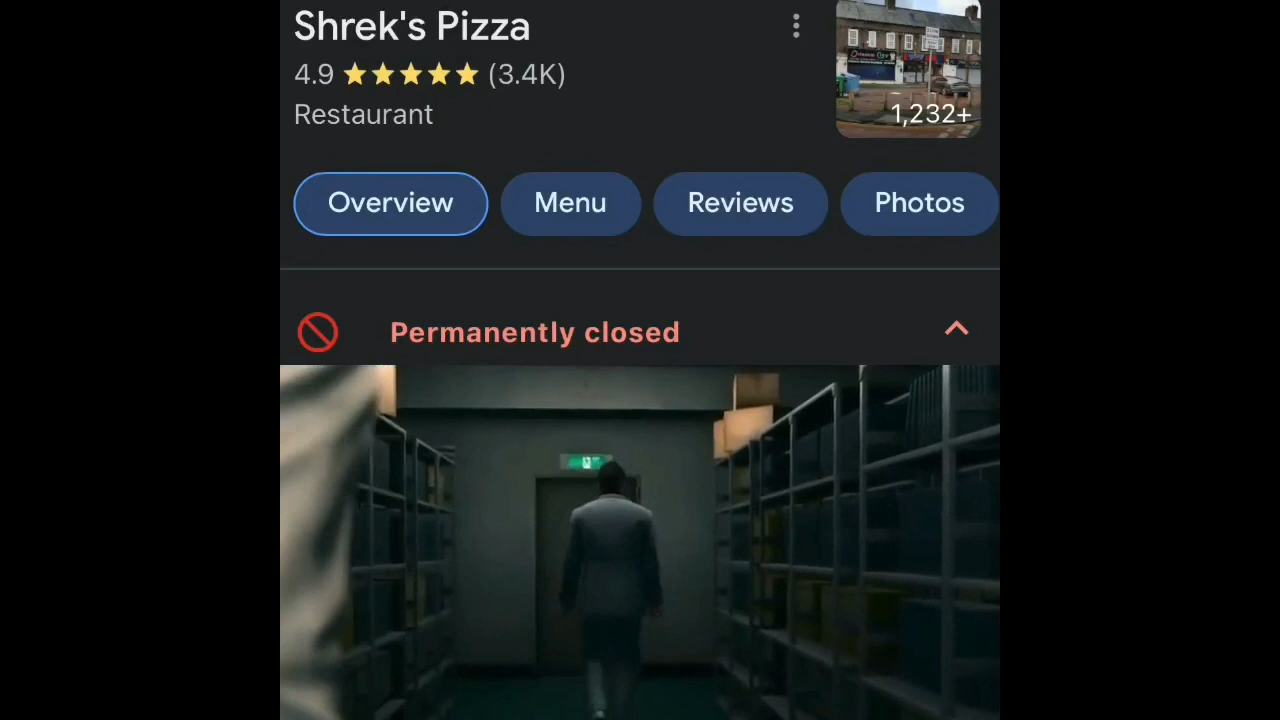 Shrek's Pizza
4.9 (3.4K)
Restaurant
1,232+
Overview Menu Reviews Photos
Permanently closed